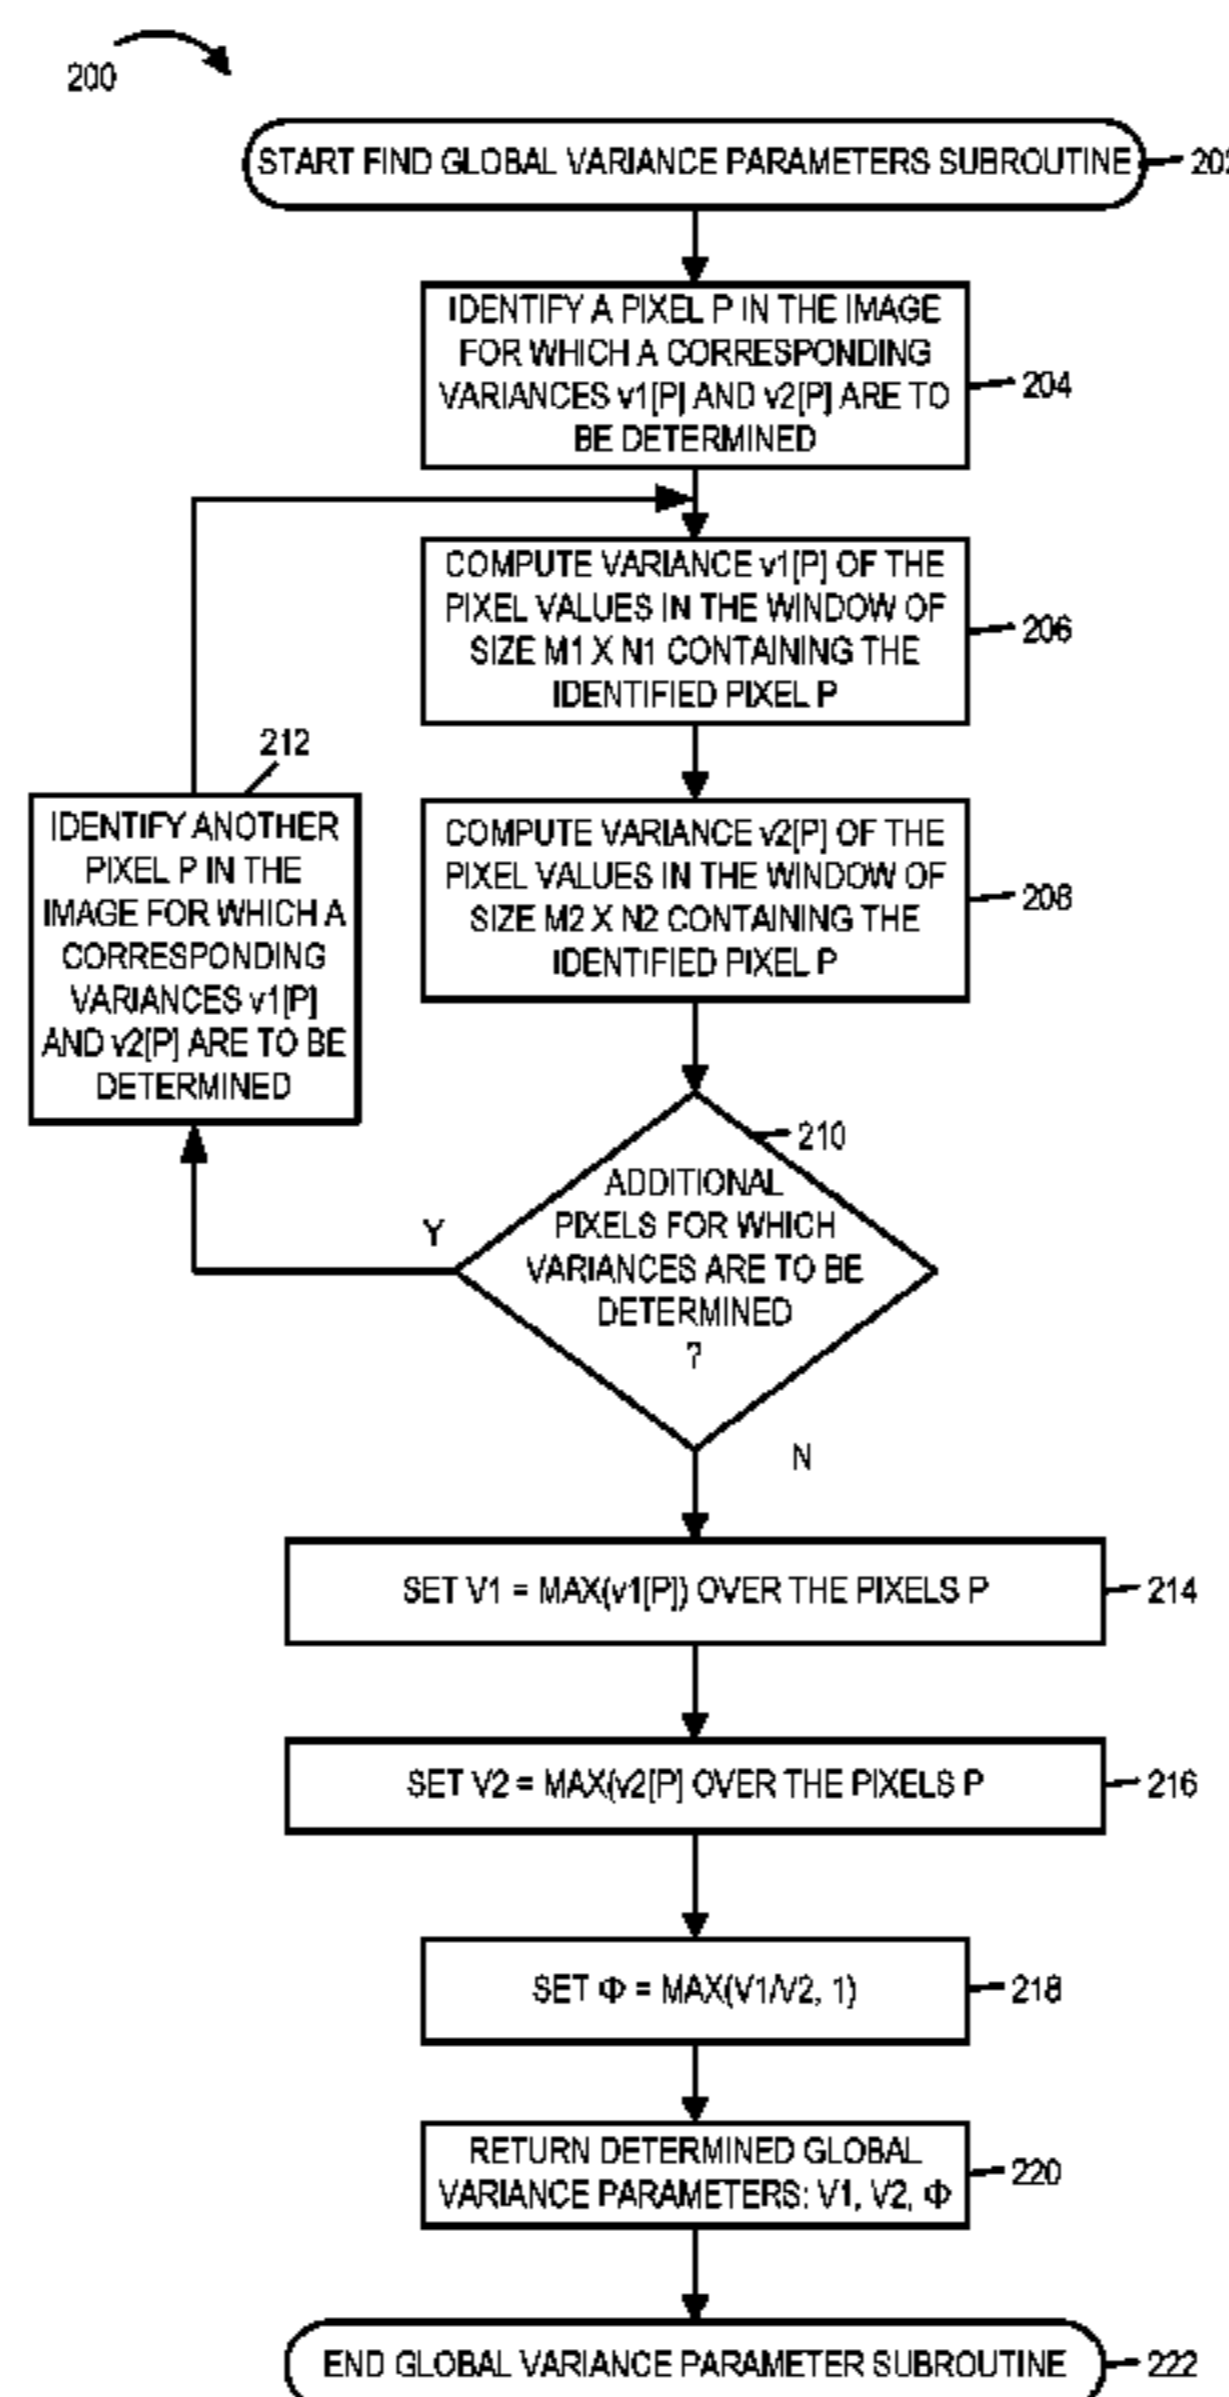 200
START FIND GLOBAL VARIANCE PARAMETERS SUBROUTINE
IDENTIFY A PIXEL P IN THE IMAGE
FOR WHICH A CORRESPONDING
VARIANCES v1[P] AND v2[P] ARE TO
BE DETERMINED
204
COMPUTE VARIANCE v1[P] OF THE
PIXEL VALUES IN THE WINDOW OF
SIZE M1 X N1 CONTAINING THE
IDENTIFIED PIXEL P
206
COMPUTE VARIANCE v2[P] OF THE
PIXEL VALUES IN THE WINDOW OF
SIZE M2 X N2 CONTAINING THE
IDENTIFIED PIXEL P
208
212
IDENTIFY ANOTHER
PIXEL P IN THE
IMAGE FOR WHICH A
CORRESPONDING
VARIANCES v1[P]
AND v2[P] ARE TO BE
DETERMINED
210
ADDITIONAL
PIXELS FOR WHICH
VARIANCES ARE TO BE
DETERMINED
?
Y
N
SET V1 = MAX(v1[P]) OVER THE PIXELS P
214
SET V2 = MAX(v2[P] OVER THE PIXELS P
216
SET Φ = MAX(V1/V2, 1)
218
RETURN DETERMINED GLOBAL
VARIANCE PARAMETERS: V1, V2, Φ
220
END GLOBAL VARIANCE PARAMETER SUBROUTINE
222